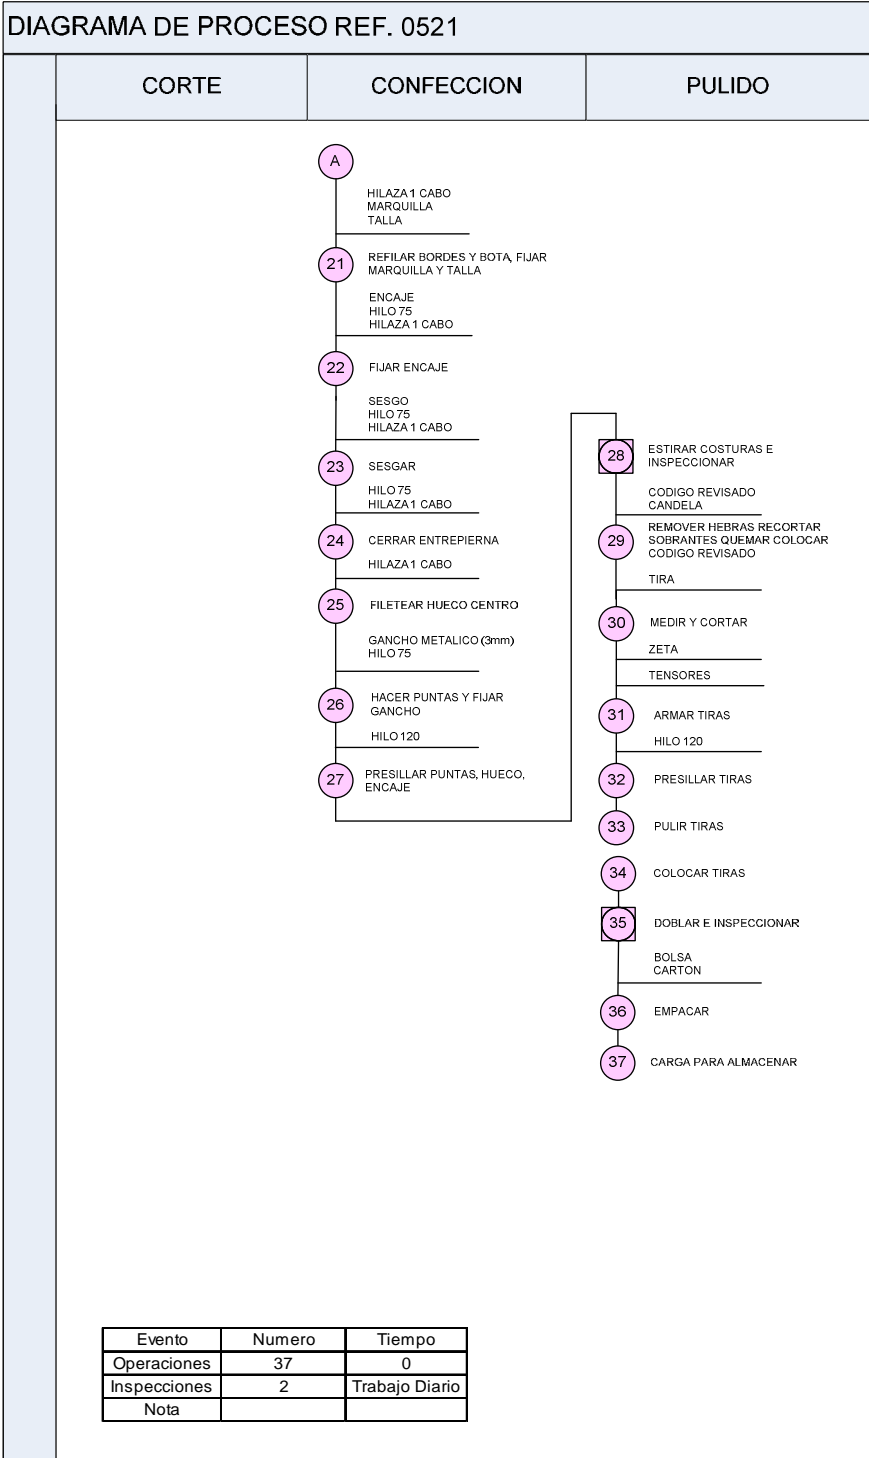 DIAGRAMA DE PROCESO REF. 0521
CORTE
CONFECCION
PULIDO
A
HILAZA 1 CABO
MARQUILLA
TALLA
21
REFILAR BORDES Y BOTA, FIJAR
MARQUILLA Y TALLA
ENCAJE
HILO 75
HILAZA 1 CABO
22
FIJAR ENCAJE
SESGO
HILO 75
HILAZA 1 CABO
23
SESGAR
HILO 75
HILAZA 1 CABO
24
CERRAR ENTREPIERNA
HILAZA 1 CABO
25
FILETEAR HUECO CENTRO
GANCHO METALICO (3mm)
HILO 75
26
HACER PUNTAS Y FIJAR
GANCHO
HILO 120
27
PRESILLAR PUNTAS, HUECO,
ENCAJE
28
ESTIRAR COSTURAS E
INSPECCIONAR
CODIGO REVISADO
CANDELA
29
REMOVER HEBRAS RECORTAR
SOBRANTES QUEMAR COLOCAR
CODIGO REVISADO
TIRA
30
MEDIR Y CORTAR
ZETA
TENSORES
31
ARMAR TIRAS
HILO 120
32
PRESILLAR TIRAS
33
PULIR TIRAS
34
COLOCAR TIRAS
35
DOBLAR E INSPECCIONAR
BOLSA
CARTON
36
EMPACAR
37
CARGA PARA ALMACENAR
Evento Numero Tiempo
Operaciones 37 0
Inspecciones 2 Trabajo Diario
Nota